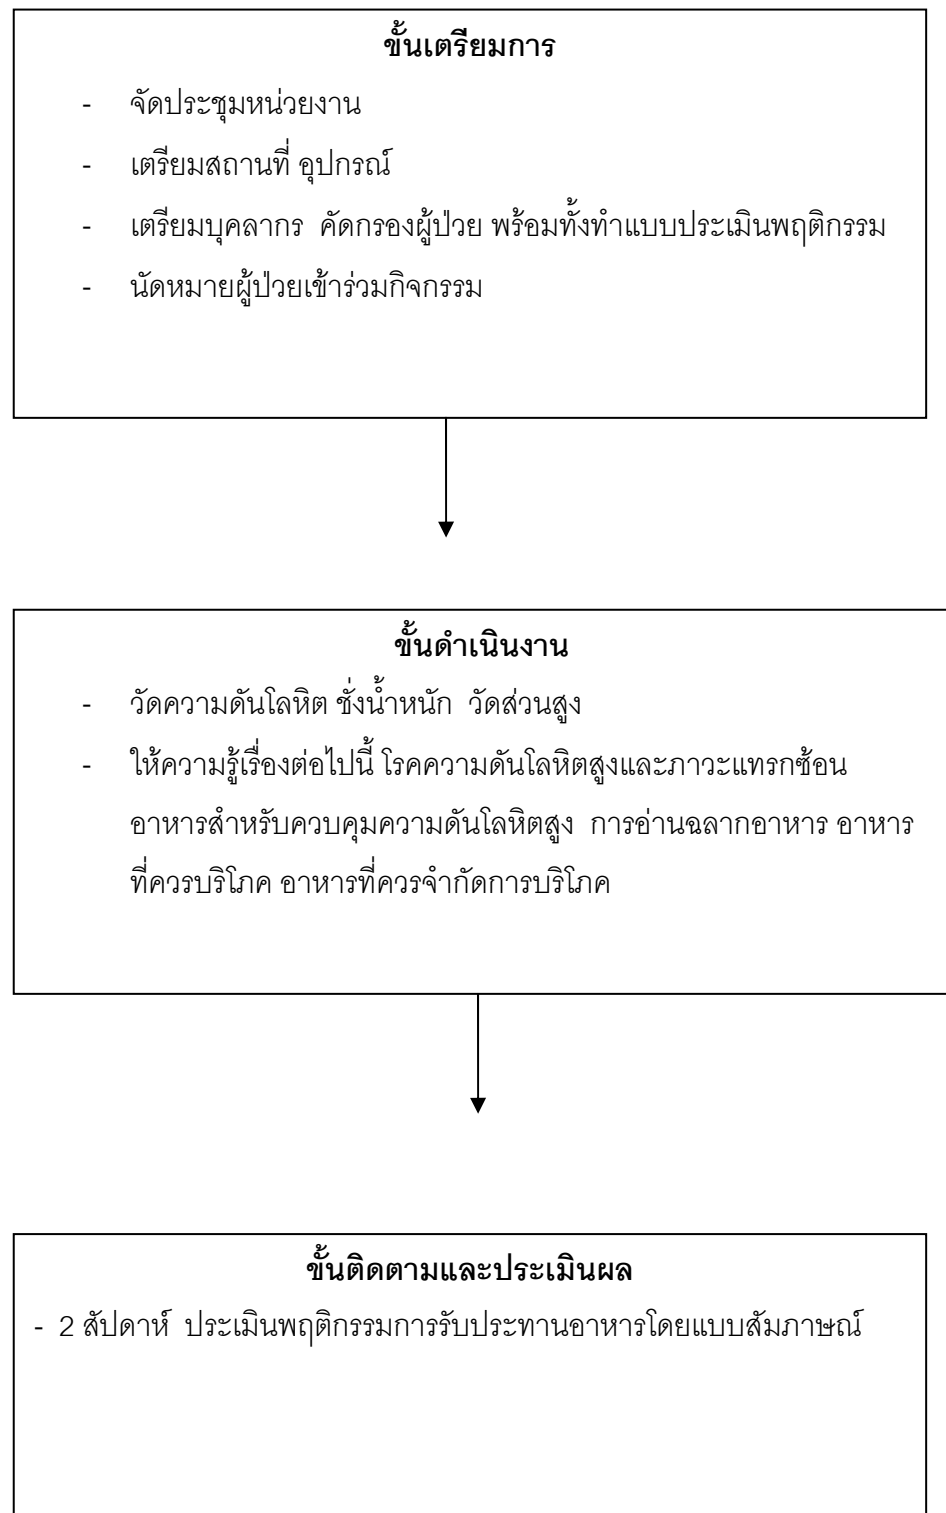 ขั้นเตรียมการ
- จัดประชุมหน่วยงาน
- เตรียมสถานที่ อุปกรณ์
- เตรียมบุคลากร คัดกรองผู้ป่วย พร้อมทั้งทำแบบประเมินพฤติกรรม
- นัดหมายผู้ป่วยเข้าร่วมกิจกรรม
ขั้นดำเนินงาน
- วัดความดันโลหิต ชั่งน้ำหนัก วัดส่วนสูง
- ให้ความรู้เรื่องต่อไปนี้ โรคความดันโลหิตสูงและภาวะแทรกซ้อน
อาหารสำหรับควบคุมความดันโลหิตสูง การอ่านฉลากอาหาร อาหาร
ที่ควรบริโภค อาหารที่ควรจำกัดการบริโภค
ขั้นติดตามและประเมินผล
- 2 สัปดาห์ ประเมินพฤติกรรมการรับประทานอาหารโดยแบบสัมภาษณ์